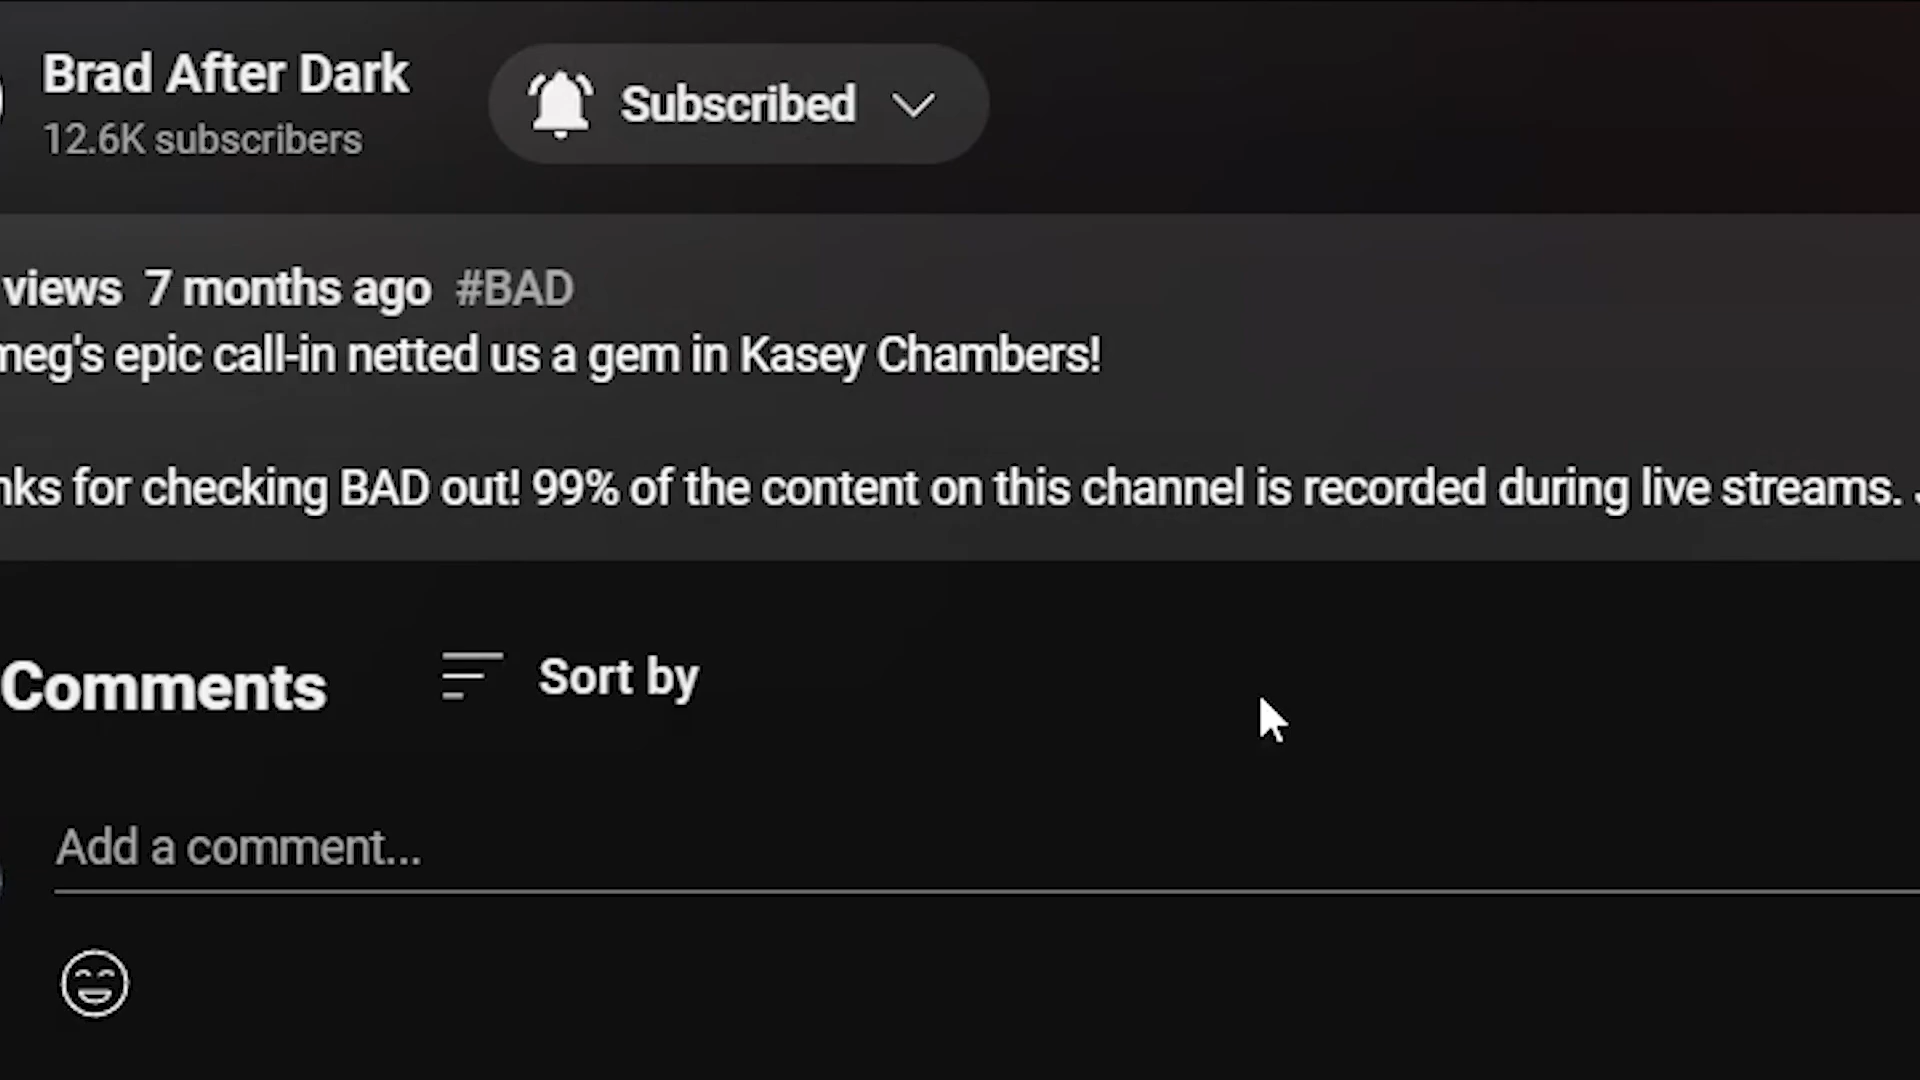 Brad After Dark
12.6K subscribers
Subscribed
views 7 months ago #BAD
meg's epic call-in netted us a gem in Kasey Chambers!
nks for checking BAD out! 99% of the content on this channel is recorded during live streams.
Comments
Sort by
Add a comment...